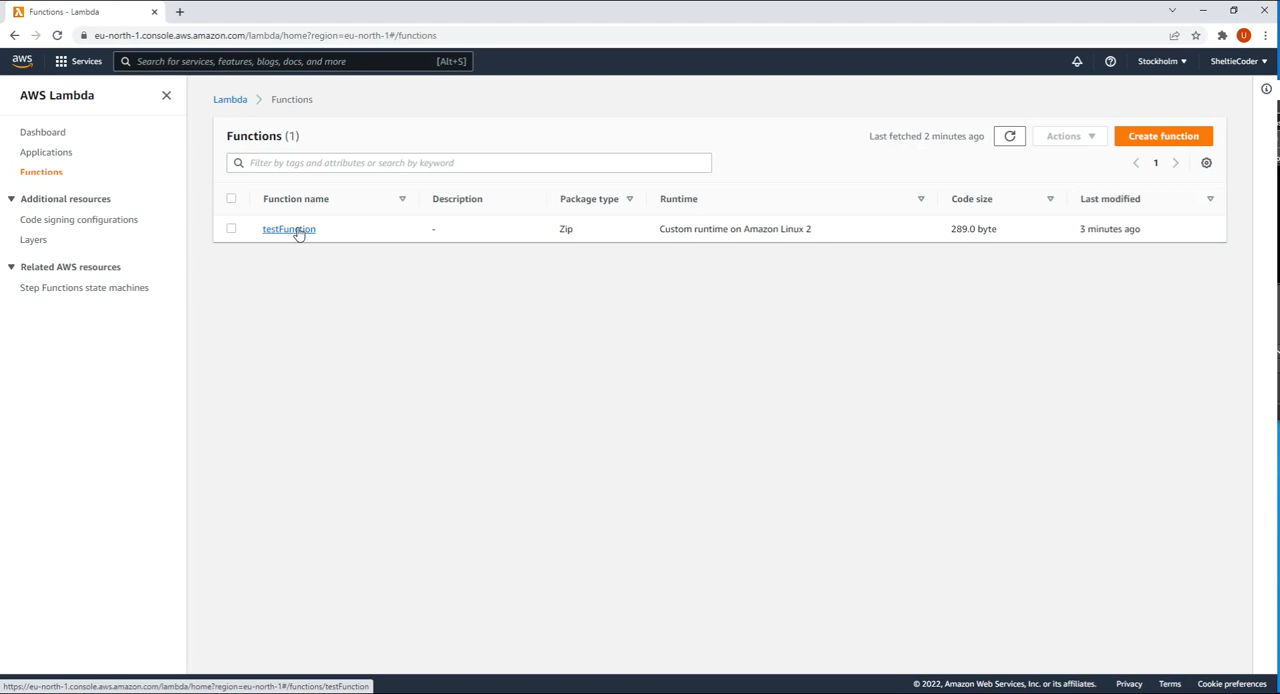 Functions - Lambda
eu-north-1.console.aws.amazon.com/lambda/home?region=eu-north-1#/functions
U
aws Services Search for services, features, blogs, docs, and more [Alt+S] Stockholm SheltieCoder
AWS Lambda
Dashboard
Applications
Functions
Additional resources
Code signing configurations
Layers
Related AWS resources
Step Functions state machines
Lambda Functions
Functions (1)
Last fetched 2 minutes ago
Actions
Create function
Filter by tags and attributes or search by keyword
1
Function name Description Package type Runtime Code size Last modified
testFunction - Zip Custom runtime on Amazon Linux 2 289.0 byte 3 minutes ago
https://eu-north-1.console.aws.amazon.com/lambda/home?region=eu-north-1#/functions/testFunction
© 2022, Amazon Web Services, Inc. or its affiliates. Privacy Terms Cookie preferences